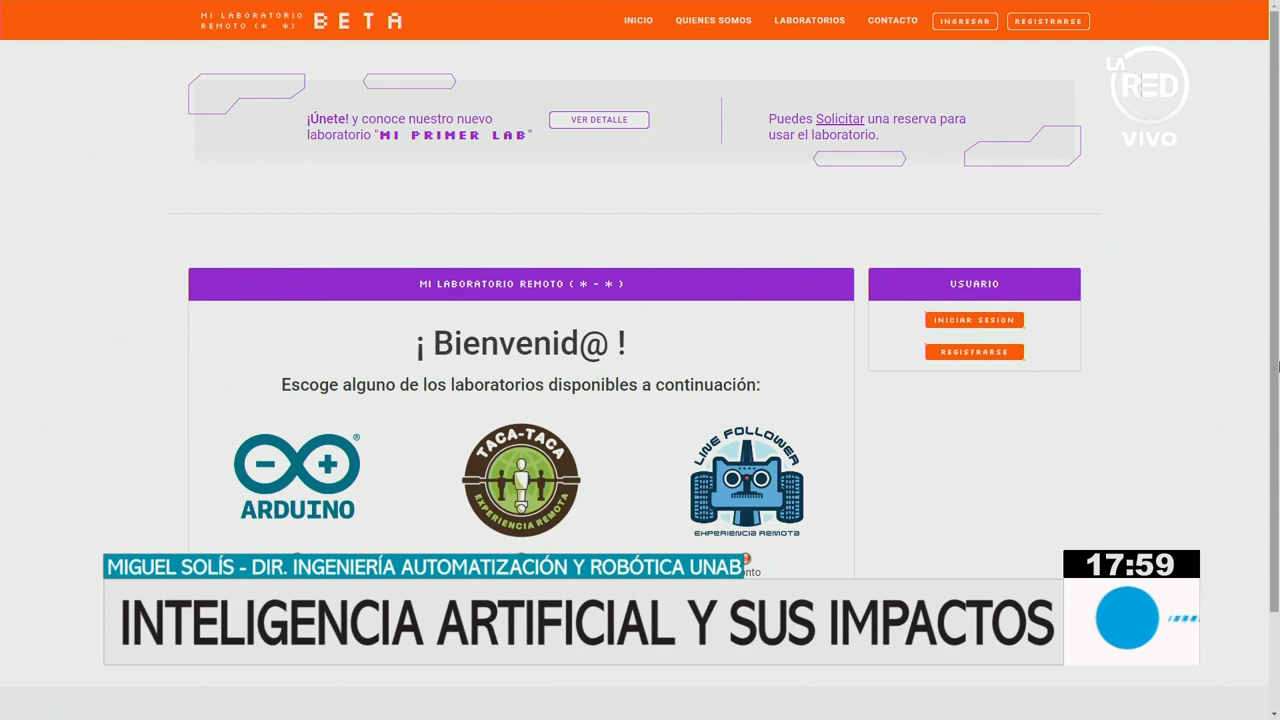 MI LABORATORIO
REMOTO (* *)
BETA
INICIO
QUIENES SOMOS
LABORATORIOS
CONTACTO
INGRESAR
REGISTRARSE
LA
RED
VIVO
¡Únete! y conoce nuestro nuevo
laboratorio "MI PRIMER LAB"
VER DETALLE
Puedes Solicitar una reserva para
usar el laboratorio.
MI LABORATORIO REMOTO ( * - * )
USUARIO
INICIAR SESION
REGISTRARSE
¡ Bienvenid@ !
Escoge alguno de los laboratorios disponibles a continuación:
ARDUINO
TACA-TACA
EXPERIENCIA REMOTA
LINE FOLLOWER
EXPERIENCIA REMOTA
MIGUEL SOLÍS - DIR. INGENIERÍA AUTOMATIZACIÓN Y ROBÓTICA UNAB
INTELIGENCIA ARTIFICIAL Y SUS IMPACTOS
17:59